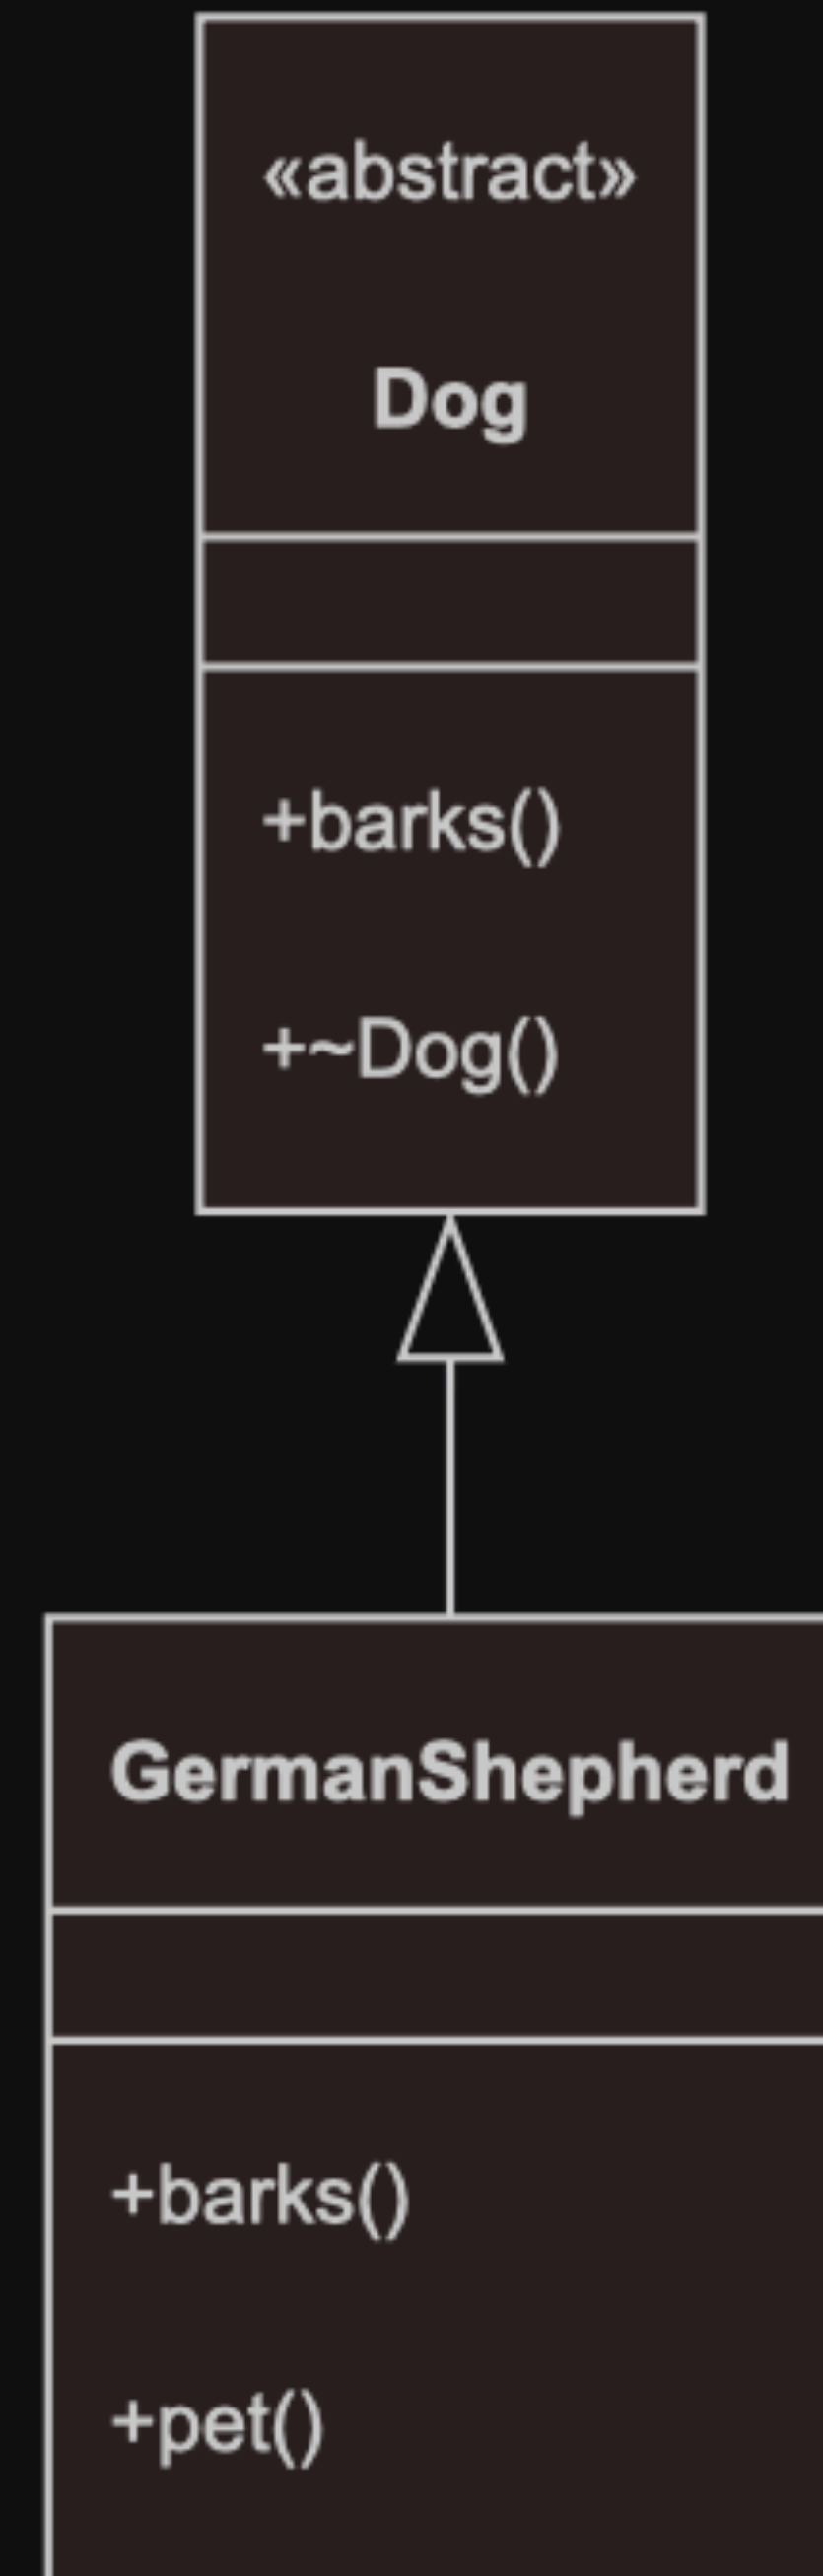 «abstract»
Dog
+barks()
+~Dog()
GermanShepherd
+barks()
+pet()